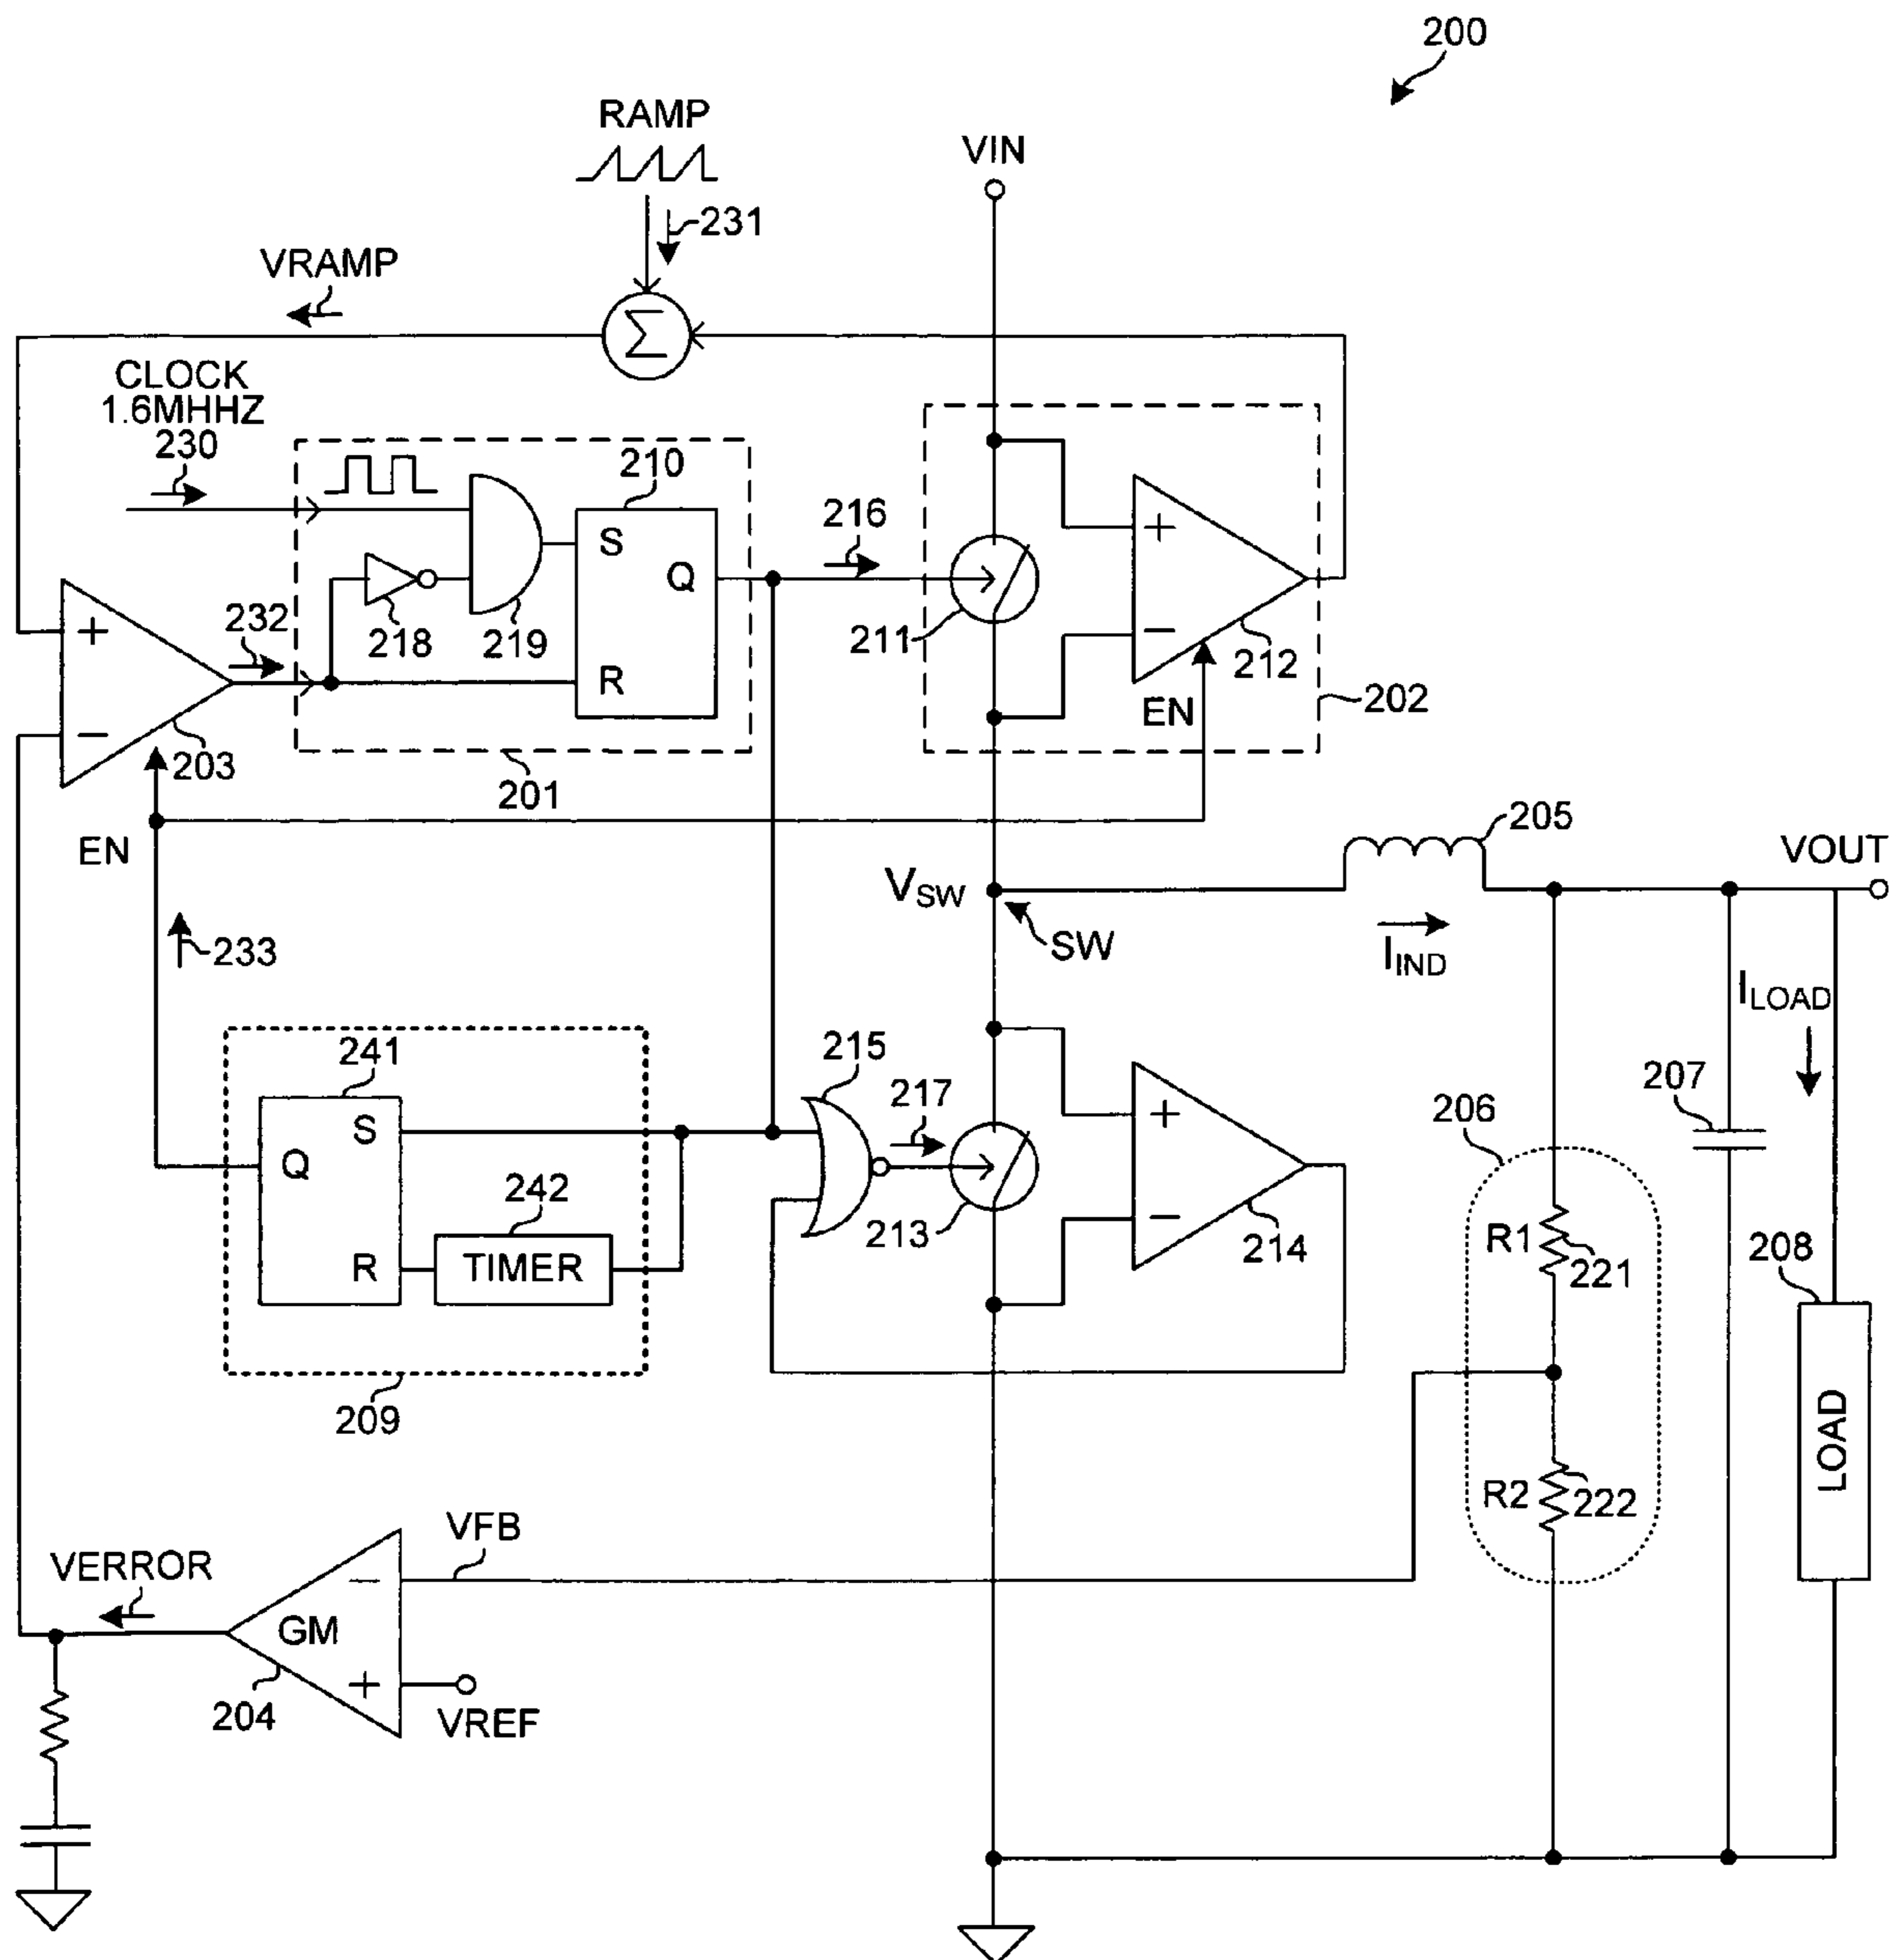 200
RAMP
VIN
231
VRAMP
Σ
CLOCK
1.6MHHZ
230
210
S
Q
R
216
+
−
211
212
EN
202
+
−
203
232
218
219
201
EN
233
205
VOUT
VSW
SW
IIND
ILOAD
241
S
Q
R
242
TIMER
209
215
217
213
+
−
214
206
207
R1
221
208
LOAD
R2
222
VFB
VERROR
−
GM
+
204
VREF